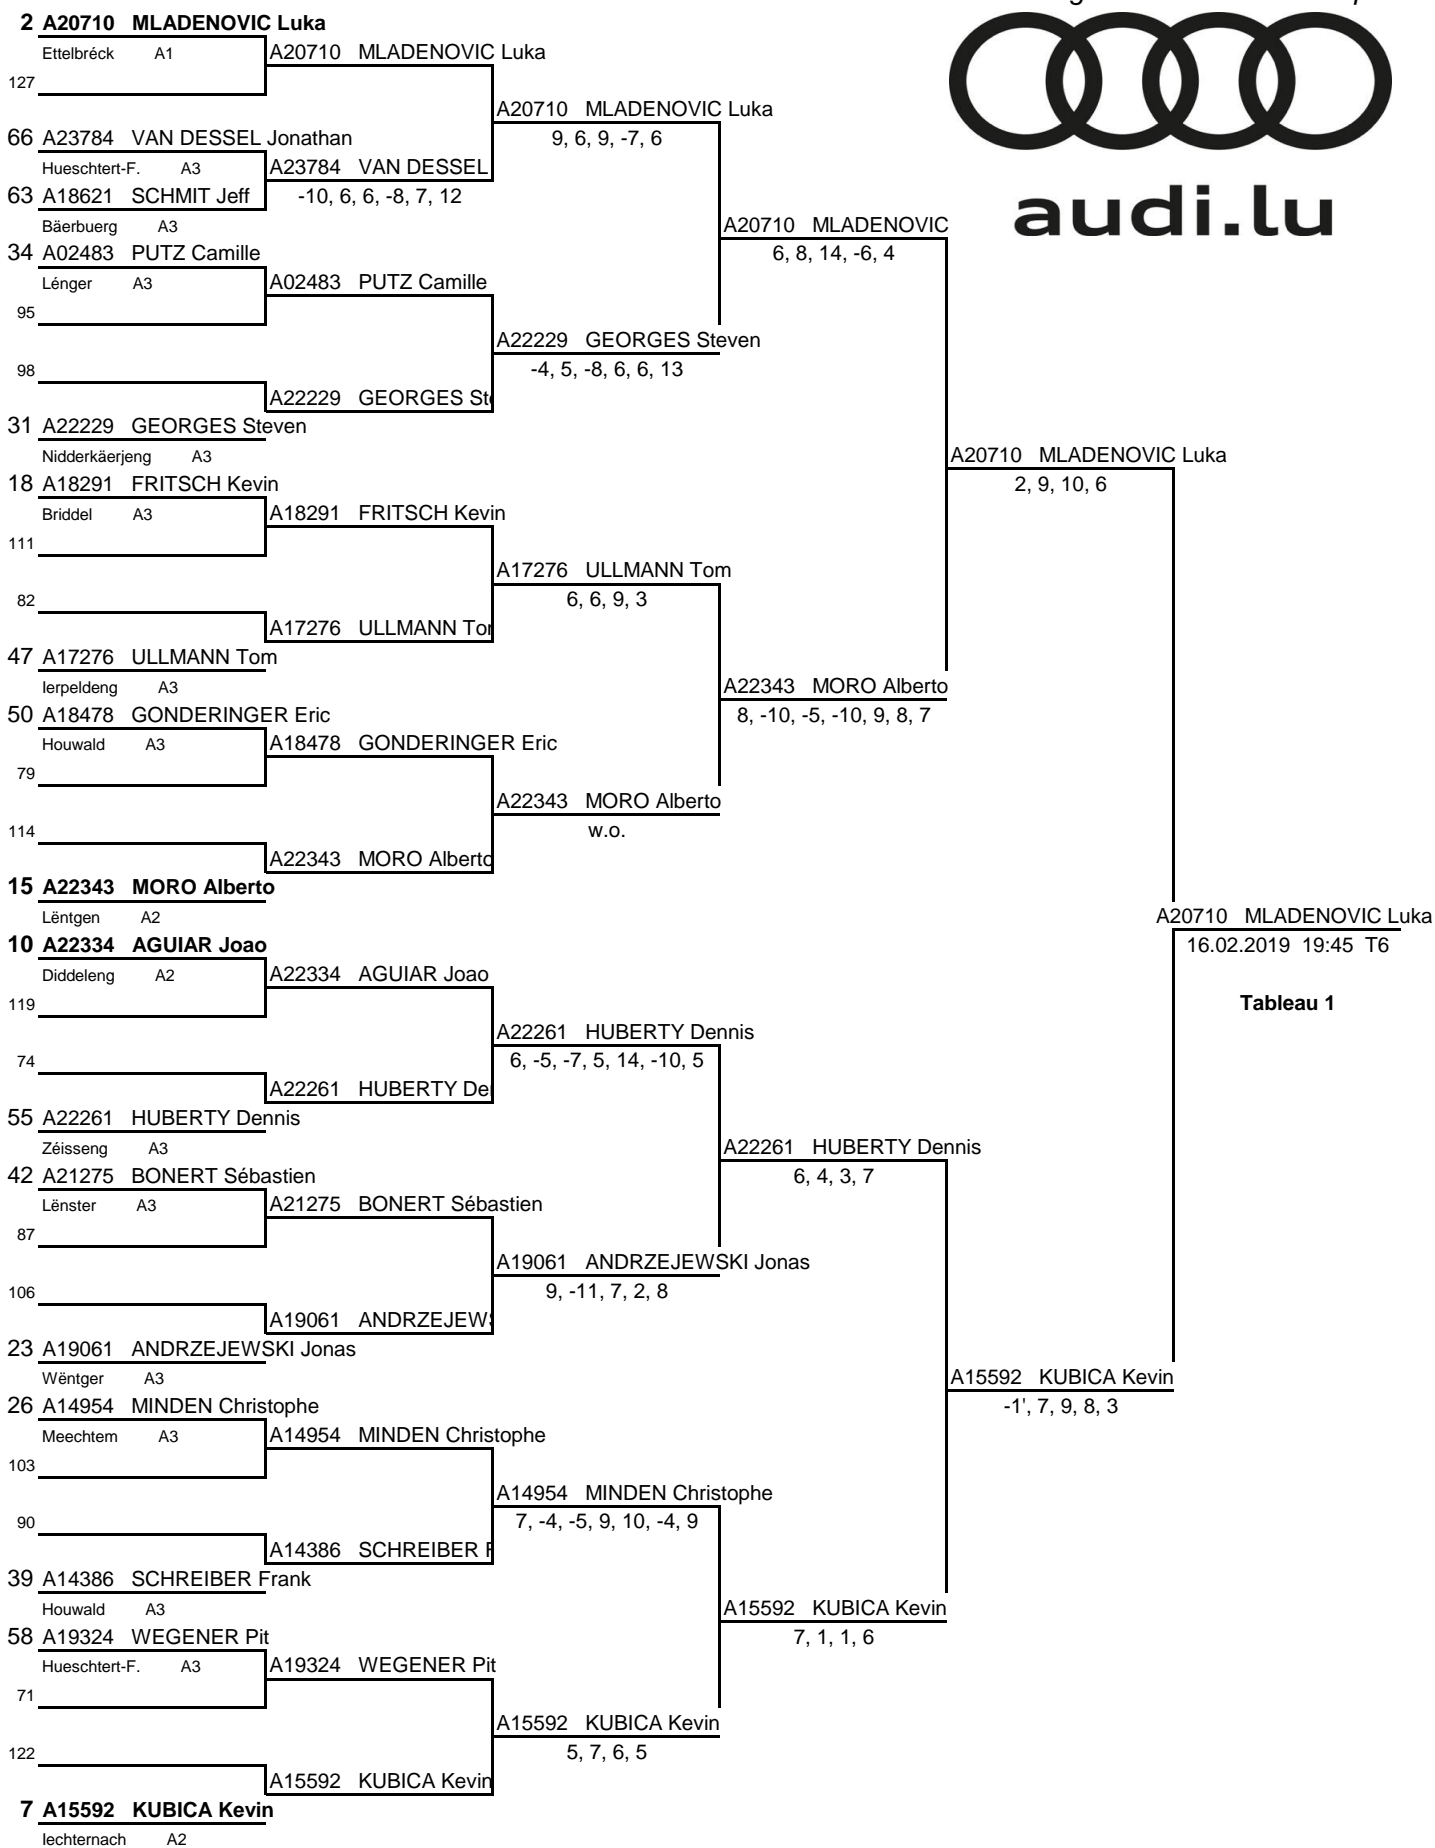 2 A20710 MLADENOVIC Luka
Ettelbréck A1
A20710 MLADENOVIC Luka
127
A20710 MLADENOVIC Luka
9, 6, 9, -7, 6
66 A23784 VAN DESSEL Jonathan
Hueschtert-F. A3
A23784 VAN DESSEL
63 A18621 SCHMIT Jeff
-10, 6, 6, -8, 7, 12
audi.lu
Bäerbuerg A3
A20710 MLADENOVIC
6, 8, 14, -6, 4
34 A02483 PUTZ Camille
Lénger A3
A02483 PUTZ Camille
95
A22229 GEORGES Steven
-4, 5, -8, 6, 6, 13
98
A22229 GEORGES Ste
31 A22229 GEORGES Steven
Nidderkäerjeng A3
A20710 MLADENOVIC Luka
2, 9, 10, 6
18 A18291 FRITSCH Kevin
Briddel A3
A18291 FRITSCH Kevin
111
A17276 ULLMANN Tom
6, 6, 9, 3
82
A17276 ULLMANN Tor
47 A17276 ULLMANN Tom
Ierpeldeng A3
A22343 MORO Alberto
8, -10, -5, -10, 9, 8, 7
50 A18478 GONDERINGER Eric
Houwald A3
A18478 GONDERINGER Eric
79
A22343 MORO Alberto
w.o.
114
A22343 MORO Alberto
15 A22343 MORO Alberto
Lëntgen A2
A20710 MLADENOVIC Luka
16.02.2019 19:45 T6
10 A22334 AGUIAR Joao
Diddeleng A2
A22334 AGUIAR Joao
119
Tableau 1
A22261 HUBERTY Dennis
6, -5, -7, 5, 14, -10, 5
74
A22261 HUBERTY De
55 A22261 HUBERTY Dennis
Zéisseng A3
A22261 HUBERTY Dennis
6, 4, 3, 7
42 A21275 BONERT Sébastien
Lënster A3
A21275 BONERT Sébastien
87
A19061 ANDRZEJEWSKI Jonas
9, -11, 7, 2, 8
106
A19061 ANDRZEJEWS
23 A19061 ANDRZEJEWSKI Jonas
Wëntger A3
A15592 KUBICA Kevin
-1', 7, 9, 8, 3
26 A14954 MINDEN Christophe
Meechtem A3
A14954 MINDEN Christophe
103
A14954 MINDEN Christophe
7, -4, -5, 9, 10, -4, 9
90
A14386 SCHREIBER F
39 A14386 SCHREIBER Frank
Houwald A3
A15592 KUBICA Kevin
7, 1, 1, 6
58 A19324 WEGENER Pit
Hueschtert-F. A3
A19324 WEGENER Pit
71
A15592 KUBICA Kevin
5, 7, 6, 5
122
A15592 KUBICA Kevin
7 A15592 KUBICA Kevin
Iechternach A2